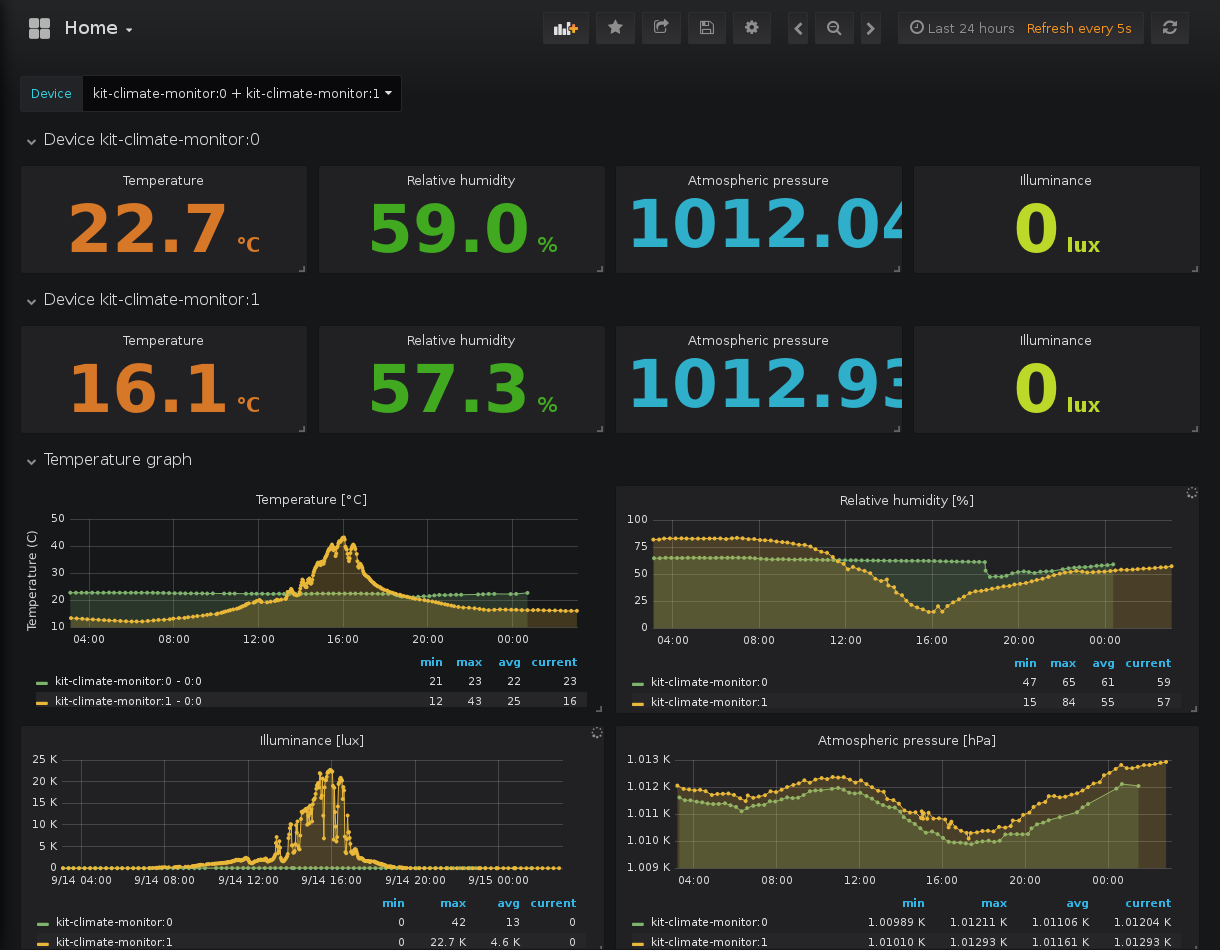 Home
Last 24 hours Refresh every 5s
Device kit-climate-monitor:0 + kit-climate-monitor:1
Device kit-climate-monitor:0
Temperature Relative humidity Atmospheric pressure Illuminance
22.7 °C 59.0 % 1012.04 0 lux
Device kit-climate-monitor:1
Temperature Relative humidity Atmospheric pressure Illuminance
16.1 °C 57.3 % 1012.93 0 lux
Temperature graph
Temperature [°C]
Temperature (C)
50
40
30
20
10
04:00 08:00 12:00 16:00 20:00 00:00
min max avg current
kit-climate-monitor:0 - 0:0 21 23 22 23
kit-climate-monitor:1 - 0:0 12 43 25 16
Relative humidity [%]
100
75
50
25
0
04:00 08:00 12:00 16:00 20:00 00:00
min max avg current
kit-climate-monitor:0 47 65 61 59
kit-climate-monitor:1 15 84 55 57
Illuminance [lux]
25 K
20 K
15 K
10 K
5 K
0
9/14 04:00 9/14 08:00 9/14 12:00 9/14 16:00 9/14 20:00 9/15 00:00
min max avg current
kit-climate-monitor:0 0 42 13 0
kit-climate-monitor:1 0 22.7 K 4.6 K 0
Atmospheric pressure [hPa]
1.013 K
1.012 K
1.011 K
1.010 K
1.009 K
04:00 08:00 12:00 16:00 20:00 00:00
min max avg current
kit-climate-monitor:0 1.00989 K 1.01211 K 1.01106 K 1.01204 K
kit-climate-monitor:1 1.01010 K 1.01293 K 1.01161 K 1.01293 K